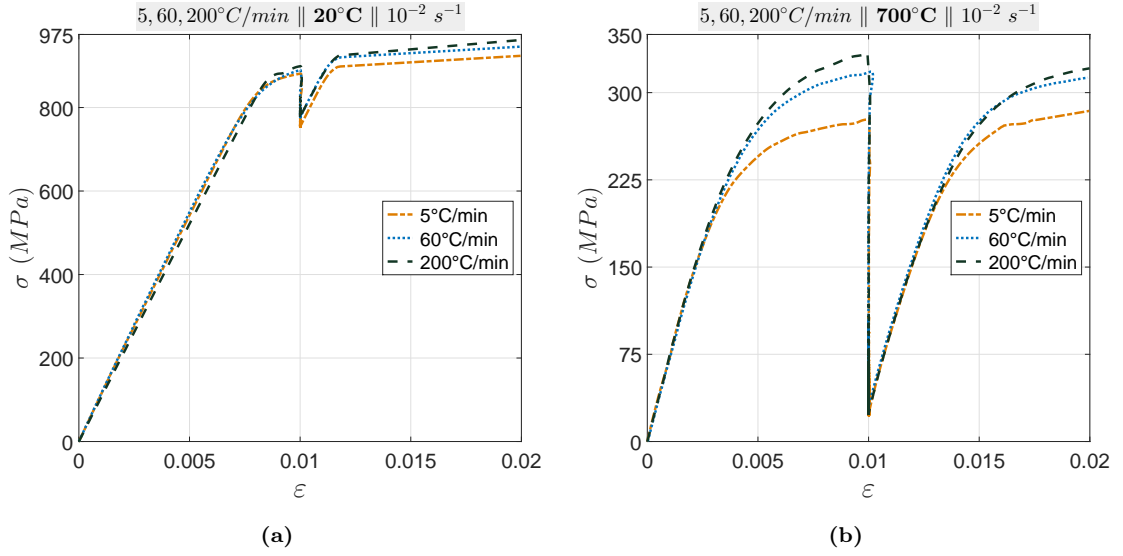 5, 60, 200°C/min ∥ 20°C ∥ 10⁻² s⁻¹
975
800
600
400
200
0
0
0.005
0.01
0.015
0.02
σ (MPa)
ε
5°C/min
60°C/min
200°C/min
(a)
5, 60, 200°C/min ∥ 700°C ∥ 10⁻² s⁻¹
350
300
225
150
75
0
0
0.005
0.01
0.015
0.02
σ (MPa)
ε
5°C/min
60°C/min
200°C/min
(b)